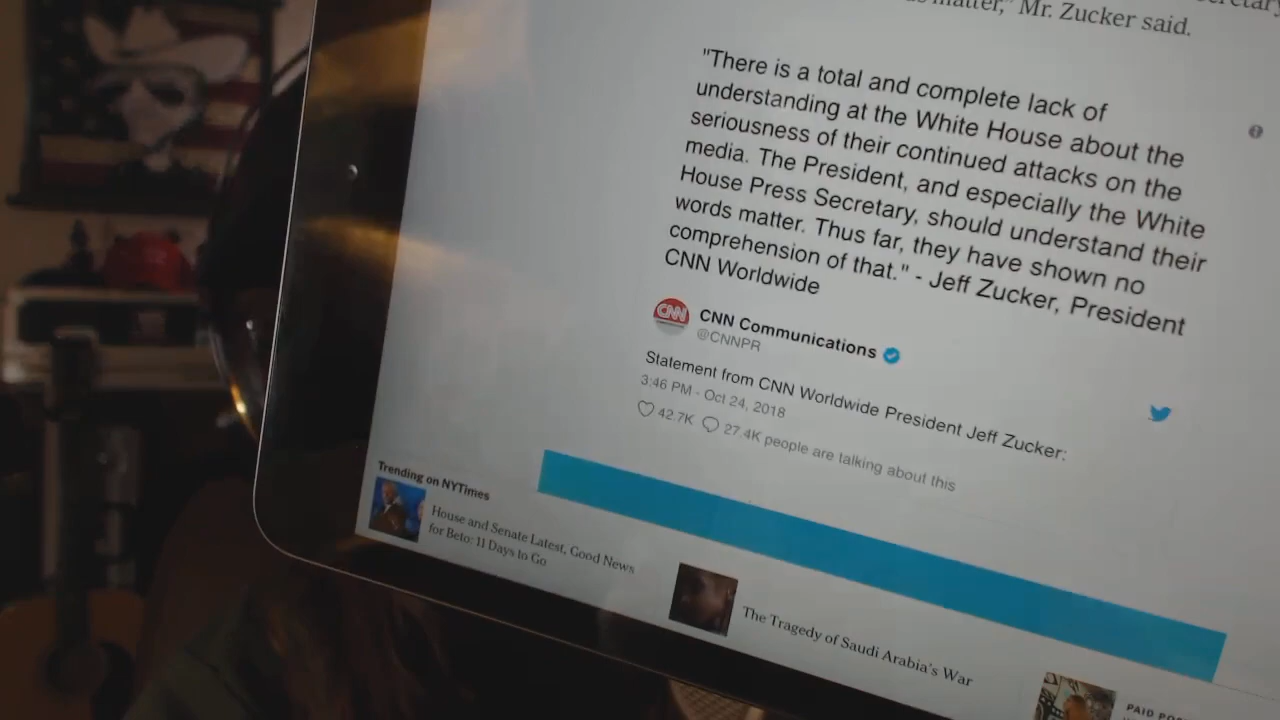 matter," Mr. Zucker said.
"There is a total and complete lack of
understanding at the White House about the
seriousness of their continued attacks on the
media. The President, and especially the White
House Press Secretary, should understand their
words matter. Thus far, they have shown no
comprehension of that." - Jeff Zucker, President
CNN Worldwide
CNN
CNN Communications
@CNNPR
Statement from CNN Worldwide President Jeff Zucker:
3:46 PM - Oct 24, 2018
42.7K 27.4K people are talking about this
Trending on NYTimes
House and Senate Latest, Good News
for Beto: 11 Days to Go
The Tragedy of Saudi Arabia's War
PAID